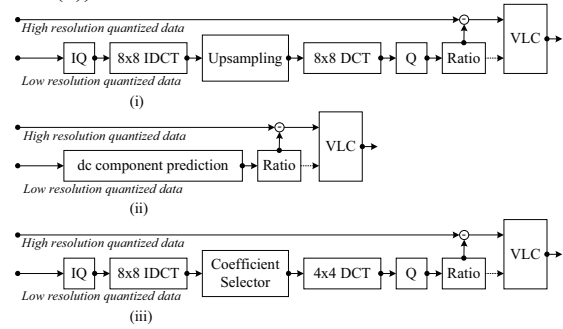 High resolution quantized data
VLC
IQ
8x8 IDCT
Upsampling
8x8 DCT
Q
Ratio
Low resolution quantized data
(i)
High resolution quantized data
VLC
dc component prediction
Ratio
Low resolution quantized data
(ii)
High resolution quantized data
VLC
IQ
8x8 IDCT
Coefficient
Selector
4x4 DCT
Q
Ratio
Low resolution quantized data
(iii)